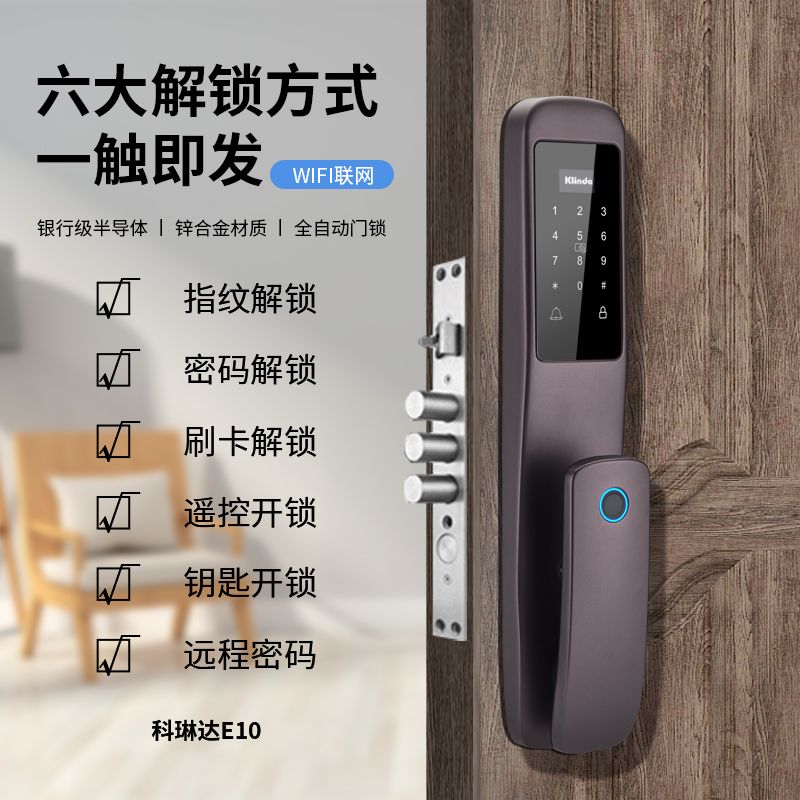 六大解锁方式
一触即发 WIFI联网
银行级半导体 | 锌合金材质 | 全自动门锁
指纹解锁
密码解锁
刷卡解锁
遥控开锁
钥匙开锁
远程密码
科琳达E10
Klinda
1 2 3
4 5 6
7 8 9
* 0 #